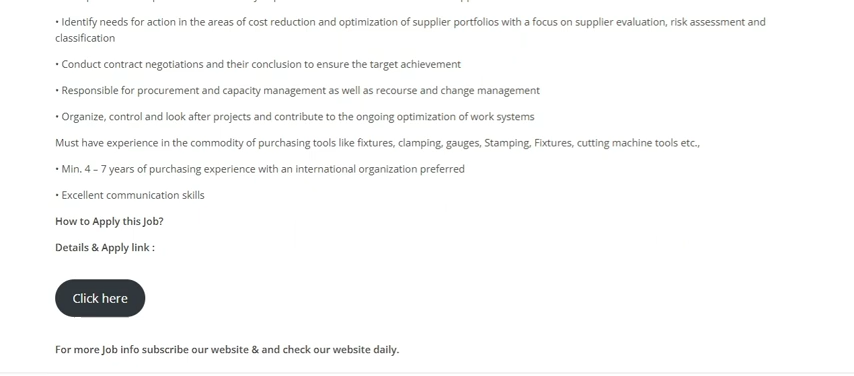 • Identify needs for action in the areas of cost reduction and optimization of supplier portfolios with a focus on supplier evaluation, risk assessment and
classification
• Conduct contract negotiations and their conclusion to ensure the target achievement
• Responsible for procurement and capacity management as well as recourse and change management
• Organize, control and look after projects and contribute to the ongoing optimization of work systems
Must have experience in the commodity of purchasing tools like fixtures, clamping, gauges, Stamping, Fixtures, cutting machine tools etc.,
• Min. 4 – 7 years of purchasing experience with an international organization preferred
• Excellent communication skills
How to Apply this Job?
Details & Apply link :
Click here
For more Job info subscribe our website & and check our website daily.